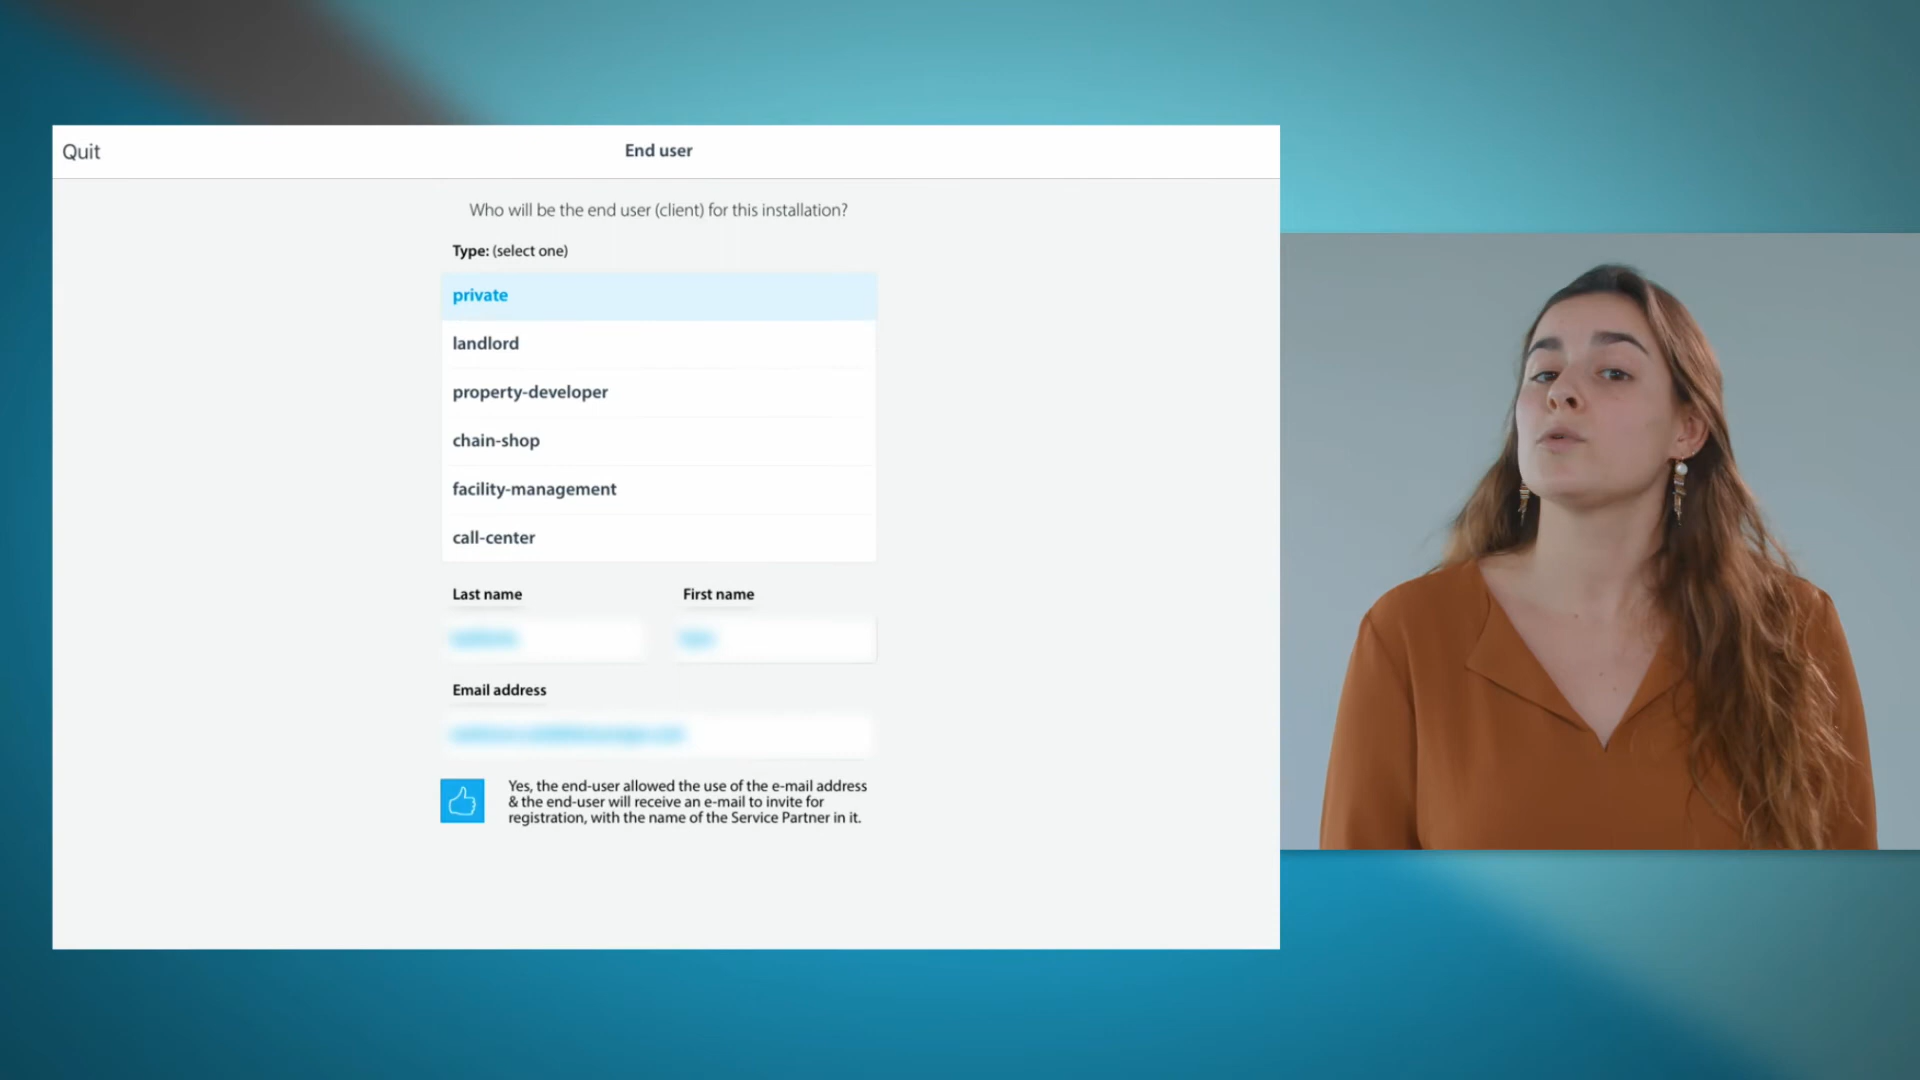 Quit
End user
Who will be the end user (client) for this installation?
Type: (select one)
private
landlord
property-developer
chain-shop
facility-management
call-center
Last name
First name
Email address
Yes, the end-user allowed the use of the e-mail address
& the end-user will receive an e-mail to invite for
registration, with the name of the Service Partner in it.